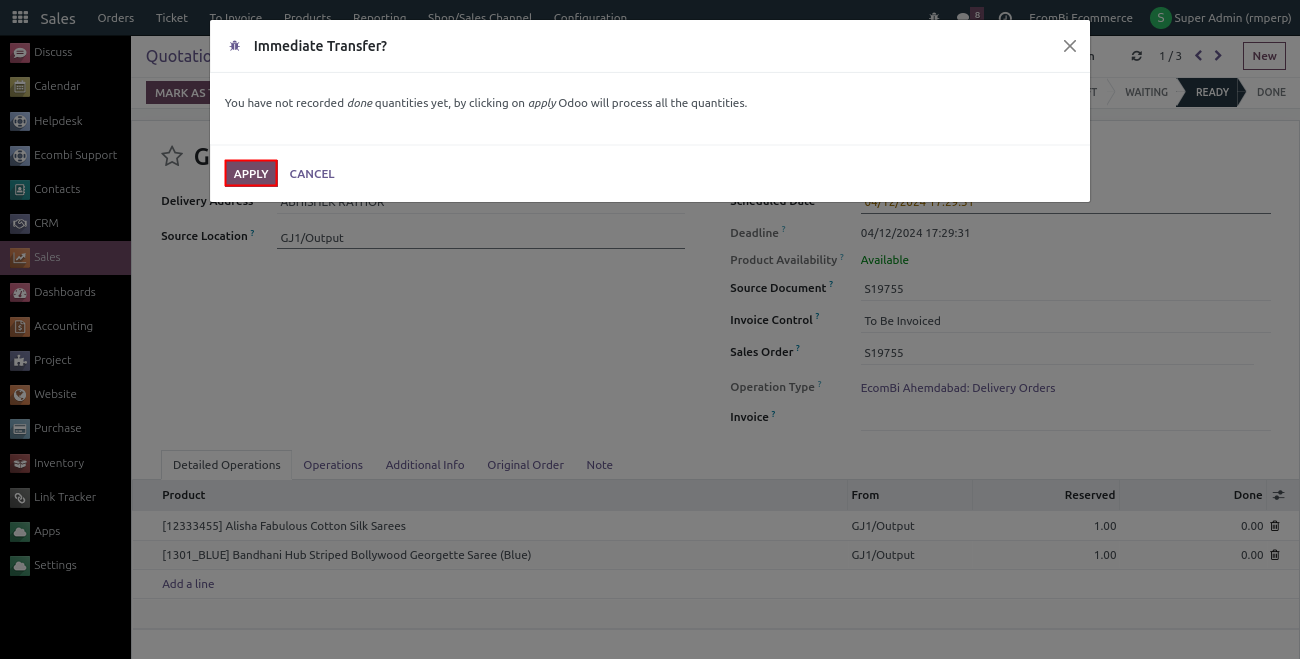 Sales Orders Ticket To Invoice Products Reporting Shop/Sales Channel Configuration 8 EcomBi Ecommerce S Super Admin (rmperp)
Discuss
Calendar
Helpdesk
Ecombi Support
Contacts
CRM
Sales
Dashboards
Accounting
Project
Website
Purchase
Inventory
Link Tracker
Apps
Settings
1 / 3 New
MARK AS WAITING READY DONE
Immediate Transfer?
You have not recorded done quantities yet, by clicking on apply Odoo will process all the quantities.
APPLY CANCEL
G
Delivery Address ABHISHEK RATHOR
Source Location ? GJ1/Output
Scheduled Date 04/12/2024 17:29:31
Deadline ? 04/12/2024 17:29:31
Product Availability ? Available
Source Document ? S19755
Invoice Control ? To Be Invoiced
Sales Order ? S19755
Operation Type ? EcomBi Ahemdabad: Delivery Orders
Invoice ?
Detailed Operations Operations Additional Info Original Order Note
Product From Reserved Done
[12333455] Alisha Fabulous Cotton Silk Sarees GJ1/Output 1.00 0.00
[1301_BLUE] Bandhani Hub Striped Bollywood Georgette Saree (Blue) GJ1/Output 1.00 0.00
Add a line